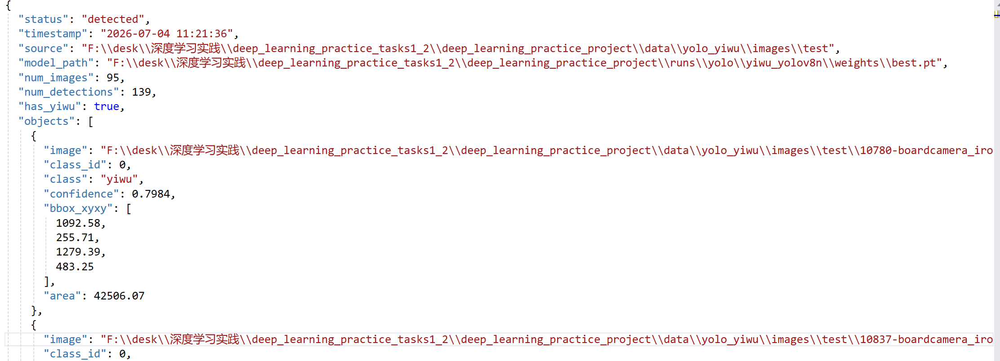 {
"status": "detected",
"timestamp": "2026-07-04 11:21:36",
"source": "F:\\desk\\深度学习实践\\deep_learning_practice_tasks1_2\\deep_learning_practice_project\\data\\yolo_yiwu\\images\\test",
"model_path": "F:\\desk\\深度学习实践\\deep_learning_practice_tasks1_2\\deep_learning_practice_project\\runs\\yolo\\yiwu_yolov8n\\weights\\best.pt",
"num_images": 95,
"num_detections": 139,
"has_yiwu": true,
"objects": [
{
"image": "F:\\desk\\深度学习实践\\deep_learning_practice_tasks1_2\\deep_learning_practice_project\\data\\yolo_yiwu\\images\\test\\10780-boardcamera_iro
"class_id": 0,
"class": "yiwu",
"confidence": 0.7984,
"bbox_xyxy": [
1092.58,
255.71,
1279.39,
483.25
],
"area": 42506.07
},
{
"image": "F:\\desk\\深度学习实践\\deep_learning_practice_tasks1_2\\deep_learning_practice_project\\data\\yolo_yiwu\\images\\test\\10837-boardcamera_iro
"class_id": 0,